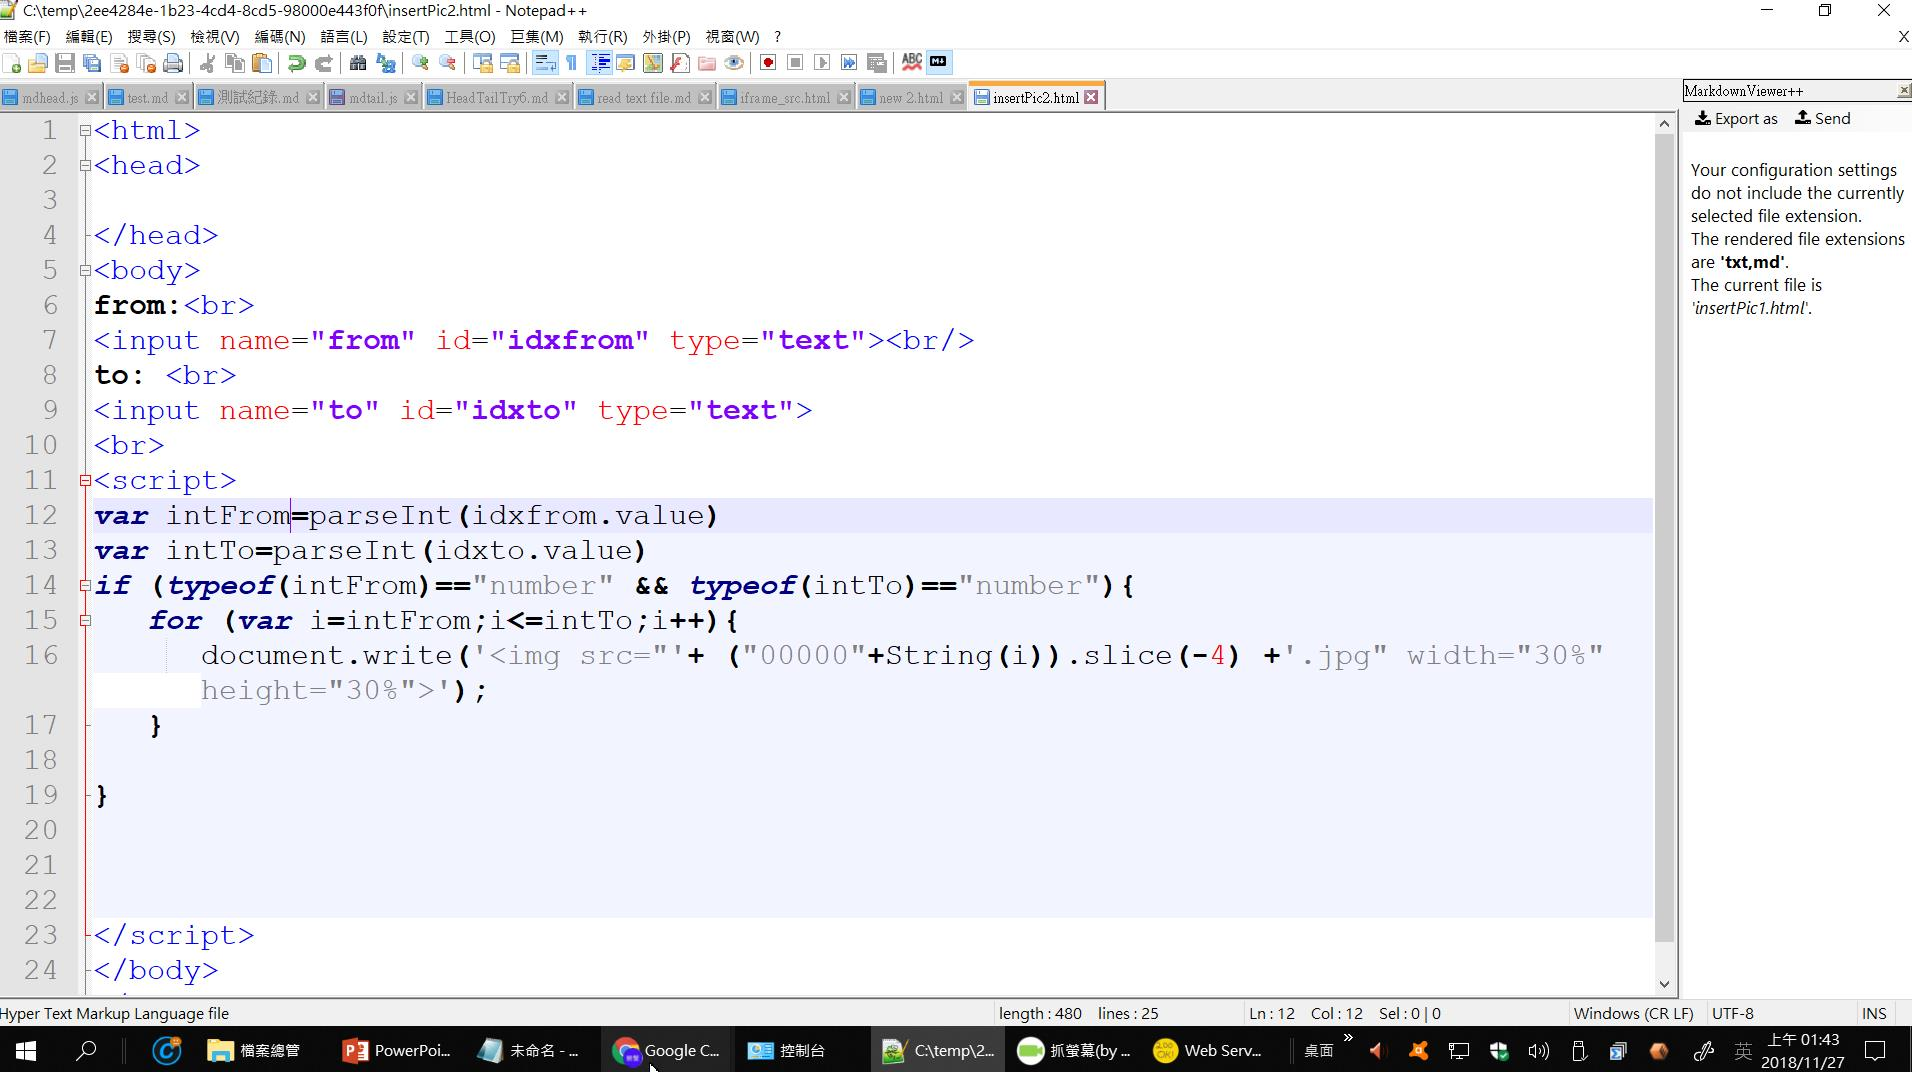 C:\temp\2ee4284e-1b23-4cd4-8cd5-98000e443f0f\insertPic2.html - Notepad++
檔案(F) 編輯(E) 搜尋(S) 檢視(V) 編碼(N) 語言(L) 設定(T) 工具(O) 巨集(M) 執行(R) 外掛(P) 視窗(W) ? X
ABC
mdhead.js test.md 測試紀錄.md mdtail.js HeadTailTry6.md read text file.md iframe_src.html new 2.html insertPic2.html
1 <html>
2 <head>
3
4 </head>
5 <body>
6 from:<br>
7 <input name="from" id="idxfrom" type="text"><br/>
8 to: <br>
9 <input name="to" id="idxto" type="text">
10 <br>
11 <script>
12 var intFrom=parseInt(idxfrom.value)
13 var intTo=parseInt(idxto.value)
14 if (typeof(intFrom)=="number" && typeof(intTo)=="number"){
15 for (var i=intFrom;i<=intTo;i++){
16 document.write('<img src="'+ ("00000"+String(i)).slice(-4) +'.jpg" width="30%"
height="30%">');
17 }
18
19 }
20
21
22
23 </script>
24 </body>
MarkdownViewer++
Export as Send
Your configuration settings
do not include the currently
selected file extension.
The rendered file extensions
are 'txt,md'.
The current file is
'insertPic1.html'.
Hyper Text Markup Language file length : 480 lines : 25 Ln : 12 Col : 12 Sel : 0 | 0 Windows (CR LF) UTF-8 INS
檔案總管 PowerPoi... 未命名 - ... Google C... 控制台 C:\temp\2... 抓螢幕(by ... Web Serv... 桌面 英 上午 01:43
2018/11/27